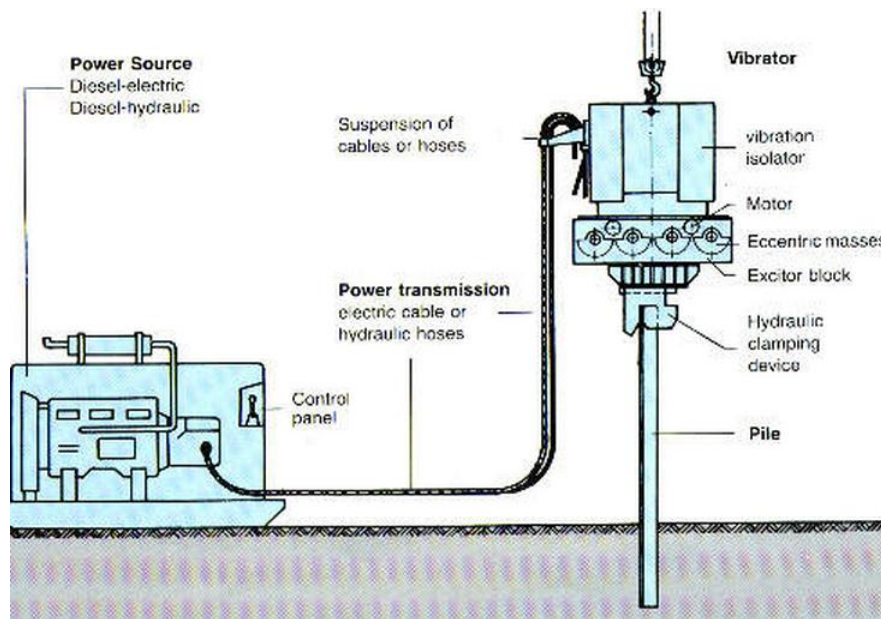 Power Source
Diesel-electric
Diesel-hydraulic
Vibrator
Suspension of
cables or hoses
vibration
isolator
Motor
Eccentric masses
Excitor block
Power transmission
electric cable or
hydraulic hoses
Hydraulic
clamping
device
Control
panel
Pile